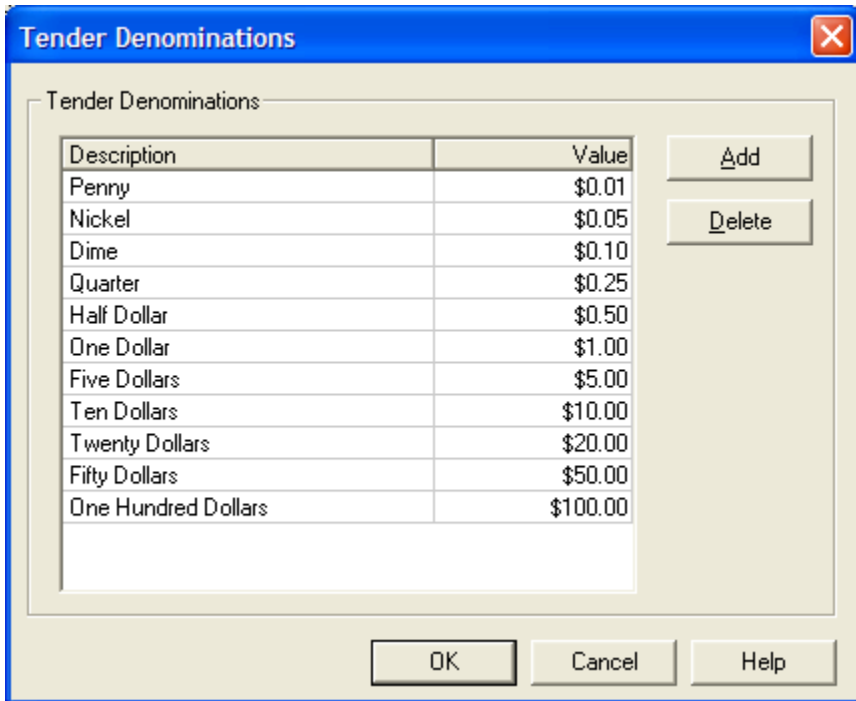 Tender Denominations
Tender Denominations
Description Value
Penny $0.01
Nickel $0.05
Dime $0.10
Quarter $0.25
Half Dollar $0.50
One Dollar $1.00
Five Dollars $5.00
Ten Dollars $10.00
Twenty Dollars $20.00
Fifty Dollars $50.00
One Hundred Dollars $100.00
Add
Delete
OK Cancel Help